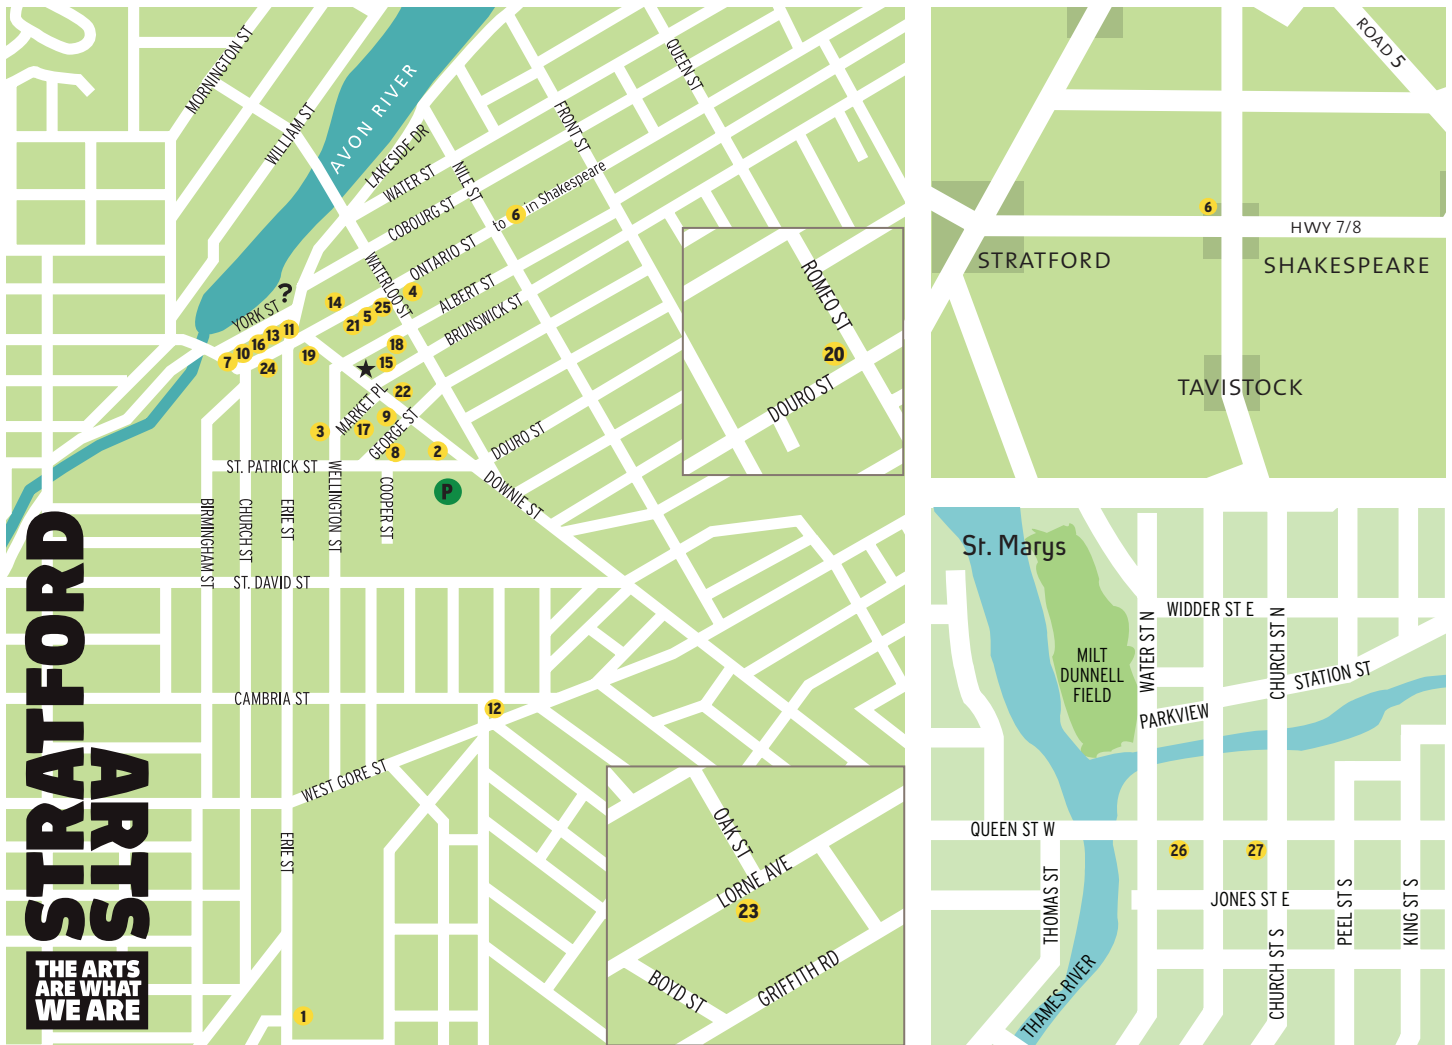 MORNINGTON ST
WILLIAM ST
AVON RIVER
LAKESIDE DR
WATER ST
COBOURG ST
NILE ST
FRONT ST
QUEEN ST
ONTARIO ST
to 6 in Shakespeare
WATERLOO ST
ALBERT ST
BRUNSWICK ST
YORK ST
?
14
4
25
5
21
11
13
16
10
7
24
19
18
15
★
22
MARKET PL
9
17
GEORGE ST
3
8
2
DOURO ST
ST. PATRICK ST
P
DOWNIE ST
BIRMINGHAM ST
CHURCH ST
ERIE ST
WELLINGTON ST
COOPER ST
ST. DAVID ST
CAMBRIA ST
12
WEST GORE ST
ERIE ST
1
ROMEO ST
20
DOURO ST
OAK ST
LORNE AVE
23
BOYD ST
GRIFFITH RD
STRATFORD
ARTS
THE ARTS
ARE WHAT
WE ARE
ROAD 5
6
HWY 7/8
STRATFORD
SHAKESPEARE
TAVISTOCK
St. Marys
MILT
DUNNELL
FIELD
WATER ST N
WIDDER ST E
CHURCH ST N
STATION ST
PARKVIEW
QUEEN ST W
26
27
THOMAS ST
JONES ST E
PEEL ST S
KING ST S
CHURCH ST S
THAMES RIVER